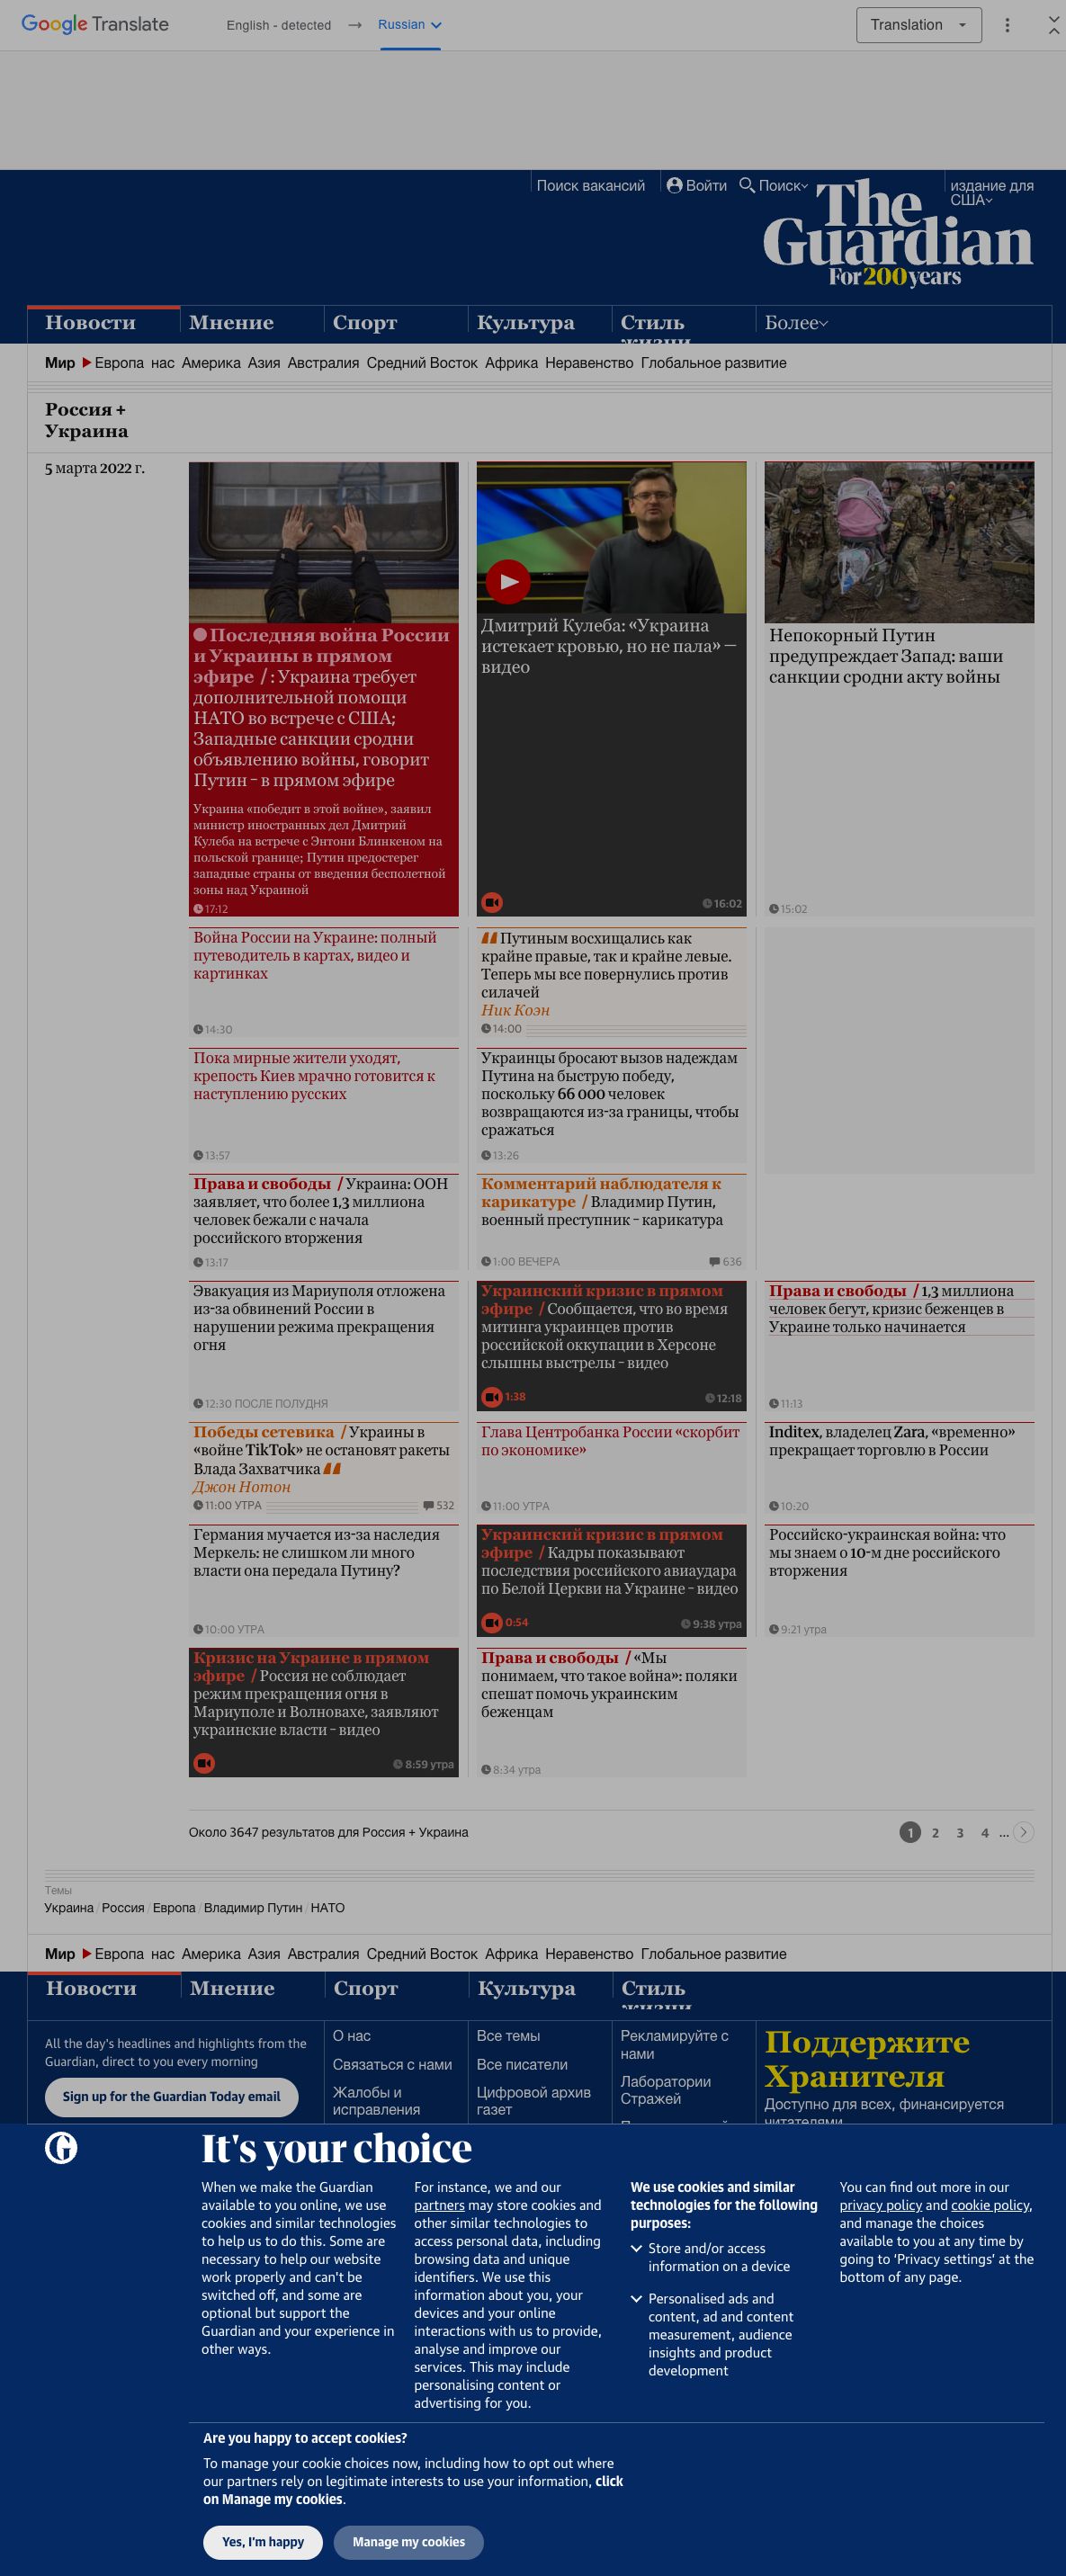 Google Translate
English - detected → Russian
Translation
Поиск вакансий
Войти
Поиск
издание для
США
The
Guardian
For 200 years
Новости
Мнение
Спорт
Культура
Стиль
жизни
Более
Мир Европа нас Америка Азия Австралия Средний Восток Африка Неравенство Глобальное развитие
Россия +
Украина
5 марта 2022 г.
Последняя война России
и Украины в прямом
эфире / : Украина требует
дополнительной помощи
НАТО во встрече с США;
Западные санкции сродни
объявлению войны, говорит
Путин – в прямом эфире
Украина «победит в этой войне», заявил
министр иностранных дел Дмитрий
Кулеба на встрече с Энтони Блинкеном на
польской границе; Путин предостерег
западные страны от введения бесполетной
зоны над Украиной
17:12
Дмитрий Кулеба: «Украина
истекает кровью, но не пала» —
видео
16:02
Непокорный Путин
предупреждает Запад: ваши
санкции сродни акту войны
15:02
Война России на Украине: полный
путеводитель в картах, видео и
картинках
14:30
Путиным восхищались как
крайне правые, так и крайне левые.
Теперь мы все повернулись против
силачей
Ник Коэн
14:00
Пока мирные жители уходят,
крепость Киев мрачно готовится к
наступлению русских
13:57
Украинцы бросают вызов надеждам
Путина на быструю победу,
поскольку 66 000 человек
возвращаются из-за границы, чтобы
сражаться
13:26
Права и свободы / Украина: ООН
заявляет, что более 1,3 миллиона
человек бежали с начала
российского вторжения
13:17
Комментарий наблюдателя к
карикатуре / Владимир Путин,
военный преступник – карикатура
1:00 ВЕЧЕРА
636
Эвакуация из Мариуполя отложена
из-за обвинений России в
нарушении режима прекращения
огня
12:30 ПОСЛЕ ПОЛУДНЯ
Украинский кризис в прямом
эфире / Сообщается, что во время
митинга украинцев против
российской оккупации в Херсоне
слышны выстрелы – видео
1:38
12:18
Права и свободы / 1,3 миллиона
человек бегут, кризис беженцев в
Украине только начинается
11:13
Победы сетевика / Украины в
«войне TikTok» не остановят ракеты
Влада Захватчика
Джон Нотон
11:00 УТРА
532
Глава Центробанка России «скорбит
по экономике»
11:00 УТРА
Inditex, владелец Zara, «временно»
прекращает торговлю в России
10:20
Германия мучается из-за наследия
Меркель: не слишком ли много
власти она передала Путину?
10:00 УТРА
Украинский кризис в прямом
эфире / Кадры показывают
последствия российского авиаудара
по Белой Церкви на Украине – видео
0:54
9:38 утра
Российско-украинская война: что
мы знаем о 10-м дне российского
вторжения
9:21 утра
Кризис на Украине в прямом
эфире / Россия не соблюдает
режим прекращения огня в
Мариуполе и Волновахе, заявляют
украинские власти – видео
8:59 утра
Права и свободы / «Мы
понимаем, что такое война»: поляки
спешат помочь украинским
беженцам
8:34 утра
Около 3647 результатов для Россия + Украина
1 2 3 4 ...
Темы
Украина / Россия / Европа / Владимир Путин / НАТО
Мир Европа нас Америка Азия Австралия Средний Восток Африка Неравенство Глобальное развитие
Новости
Мнение
Спорт
Культура
Стиль
жизни
All the day's headlines and highlights from the
Guardian, direct to you every morning
Sign up for the Guardian Today email
О нас
Связаться с нами
Жалобы и
исправления
Все темы
Все писатели
Цифровой архив
газет
Рекламируйте с
нами
Лаборатории
Стражей
Поддержите
Хранителя
Доступно для всех, финансируется
читателями
It's your choice
When we make the Guardian
available to you online, we use
cookies and similar technologies
to help us to do this. Some are
necessary to help our website
work properly and can't be
switched off, and some are
optional but support the
Guardian and your experience in
other ways.
For instance, we and our
partners may store cookies and
other similar technologies to
access personal data, including
browsing data and unique
identifiers. We use this
information about you, your
devices and your online
interactions with us to provide,
analyse and improve our
services. This may include
personalising content or
advertising for you.
We use cookies and similar
technologies for the following
purposes:
Store and/or access
information on a device
Personalised ads and
content, ad and content
measurement, audience
insights and product
development
You can find out more in our
privacy policy and cookie policy,
and manage the choices
available to you at any time by
going to 'Privacy settings' at the
bottom of any page.
Are you happy to accept cookies?
To manage your cookie choices now, including how to opt out where
our partners rely on legitimate interests to use your information, click
on Manage my cookies.
Yes, I'm happy
Manage my cookies